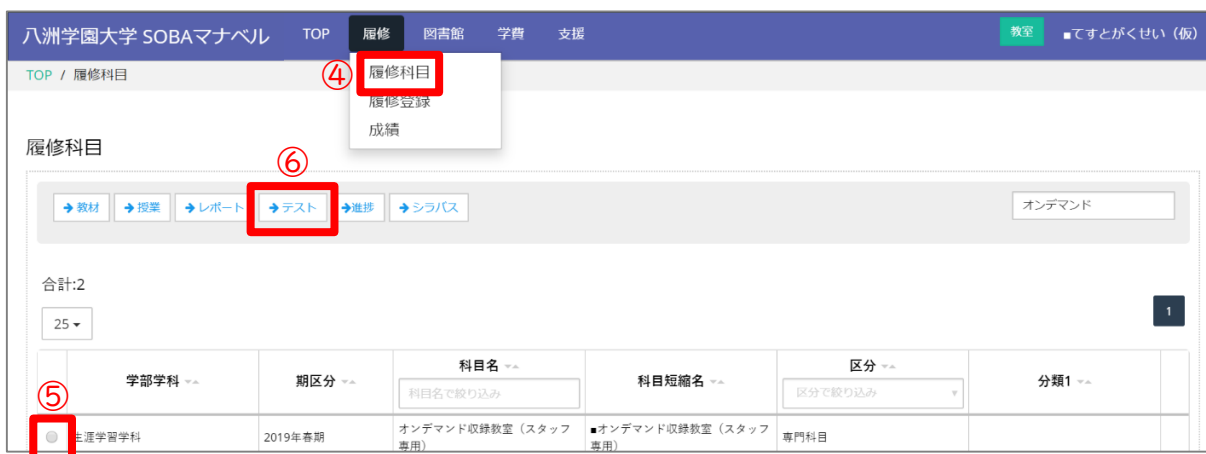 八洲学園大学 SOBAマナベル TOP 履修 図書館 学費 支援 教室 ■てすとがくせい（仮）
TOP / 履修科目
④ 履修科目
履修登録
成績
履修科目
⑥
➔教材 ➔授業 ➔レポート ➔テスト ➔進捗 ➔シラバス オンデマンド
合計:2
1
25
学部学科 期区分 科目名 科目短縮名 区分 分類1
科目名で絞り込み 区分で絞り込み
⑤
生涯学習学科 2019年春期 オンデマンド収録教室（スタッフ専用） ■オンデマンド収録教室（スタッフ専用） 専門科目